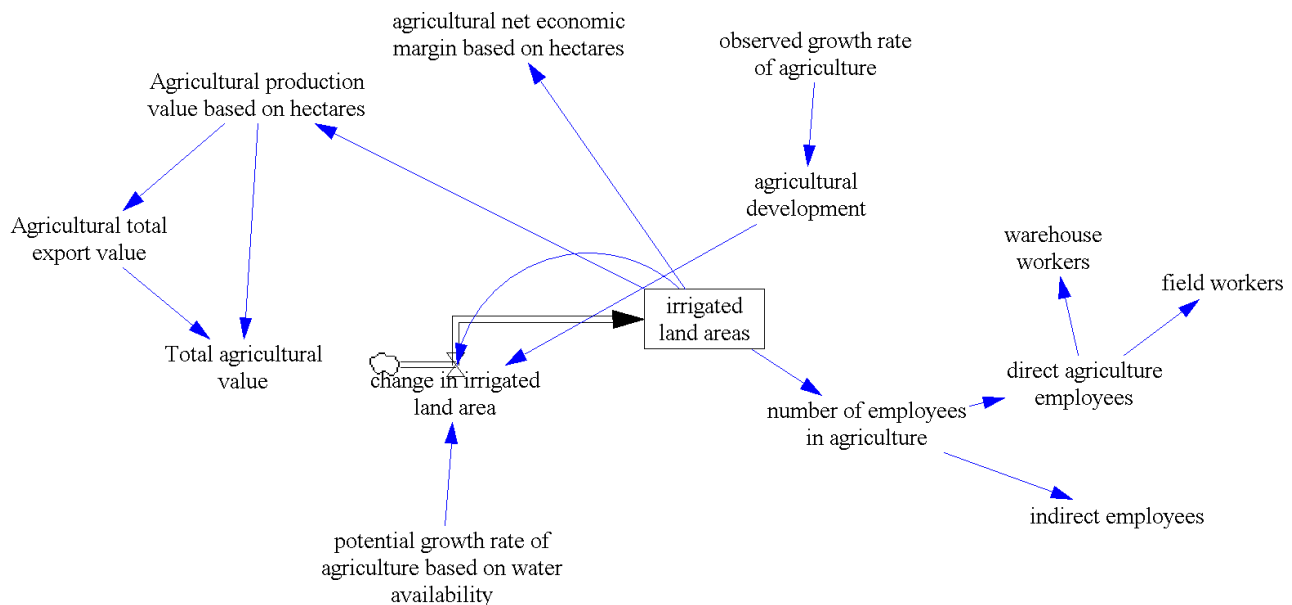 agricultural net economic
margin based on hectares
observed growth rate
of agriculture
Agricultural production
value based on hectares
agricultural
development
Agricultural total
export value
warehouse
workers
field workers
irrigated
land areas
Total agricultural
value
change in irrigated
land area
direct agriculture
employees
number of employees
in agriculture
indirect employees
potential growth rate of
agriculture based on water
availability